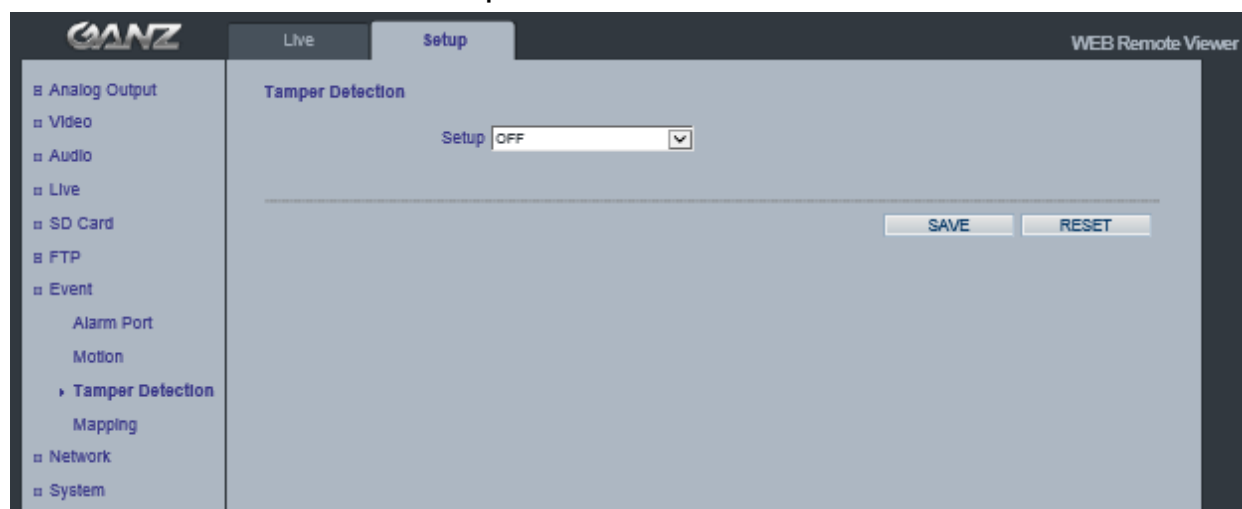 GANZ
Live
Setup
WEB Remote Viewer
Analog Output
Video
Audio
Live
SD Card
FTP
Event
Alarm Port
Motion
Tamper Detection
Mapping
Network
System
Tamper Detection
Setup OFF
SAVE
RESET